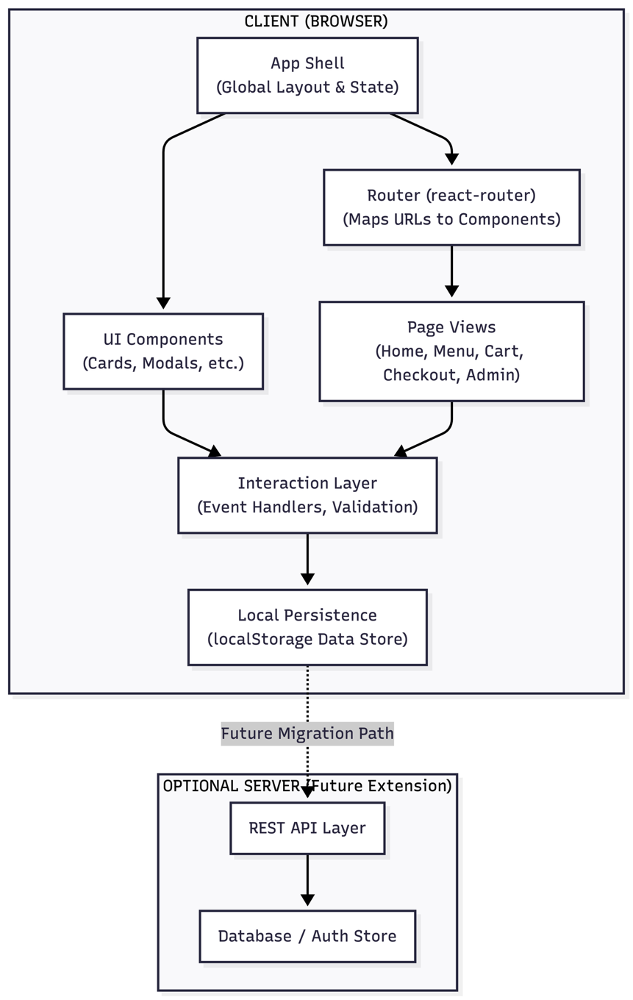 CLIENT (BROWSER)
App Shell
(Global Layout & State)
Router (react-router)
(Maps URLs to Components)
UI Components
(Cards, Modals, etc.)
Page Views
(Home, Menu, Cart,
Checkout, Admin)
Interaction Layer
(Event Handlers, Validation)
Local Persistence
(localStorage Data Store)
Future Migration Path
OPTIONAL SERVER (Future Extension)
REST API Layer
Database / Auth Store